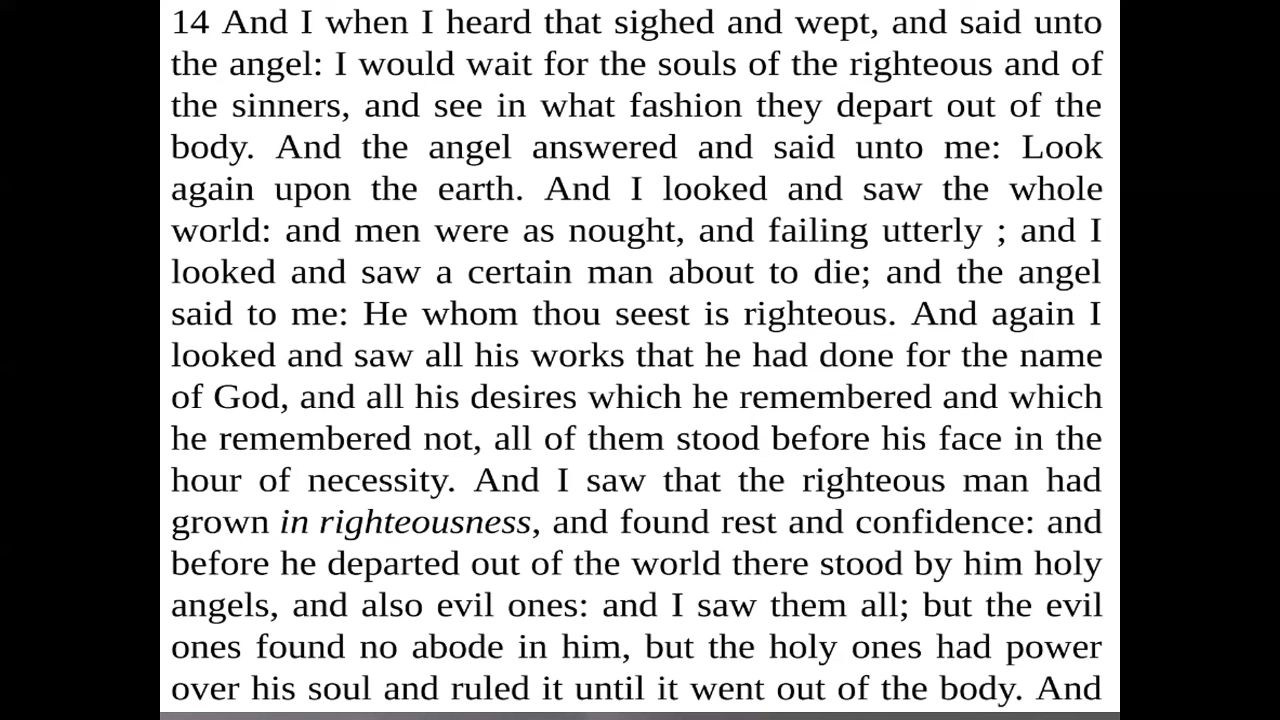 14 And I when I heard that sighed and wept, and said unto
the angel: I would wait for the souls of the righteous and of
the sinners, and see in what fashion they depart out of the
body. And the angel answered and said unto me: Look
again upon the earth. And I looked and saw the whole
world: and men were as nought, and failing utterly ; and I
looked and saw a certain man about to die; and the angel
said to me: He whom thou seest is righteous. And again I
looked and saw all his works that he had done for the name
of God, and all his desires which he remembered and which
he remembered not, all of them stood before his face in the
hour of necessity. And I saw that the righteous man had
grown in righteousness, and found rest and confidence: and
before he departed out of the world there stood by him holy
angels, and also evil ones: and I saw them all; but the evil
ones found no abode in him, but the holy ones had power
over his soul and ruled it until it went out of the body. And